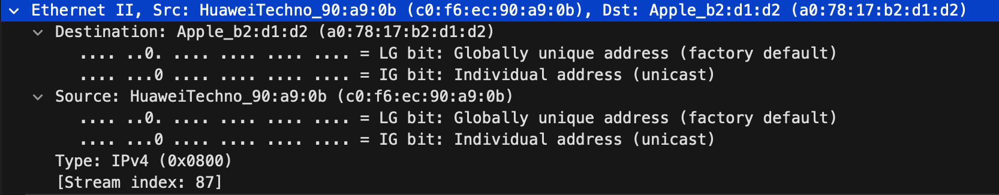 Ethernet II, Src: HuaweiTechno_90:a9:0b (c0:f6:ec:90:a9:0b), Dst: Apple_b2:d1:d2 (a0:78:17:b2:d1:d2)
Destination: Apple_b2:d1:d2 (a0:78:17:b2:d1:d2)
.... ..0. .... .... .... .... = LG bit: Globally unique address (factory default)
.... ...0 .... .... .... .... = IG bit: Individual address (unicast)
Source: HuaweiTechno_90:a9:0b (c0:f6:ec:90:a9:0b)
.... ..0. .... .... .... .... = LG bit: Globally unique address (factory default)
.... ...0 .... .... .... .... = IG bit: Individual address (unicast)
Type: IPv4 (0x0800)
[Stream index: 87]